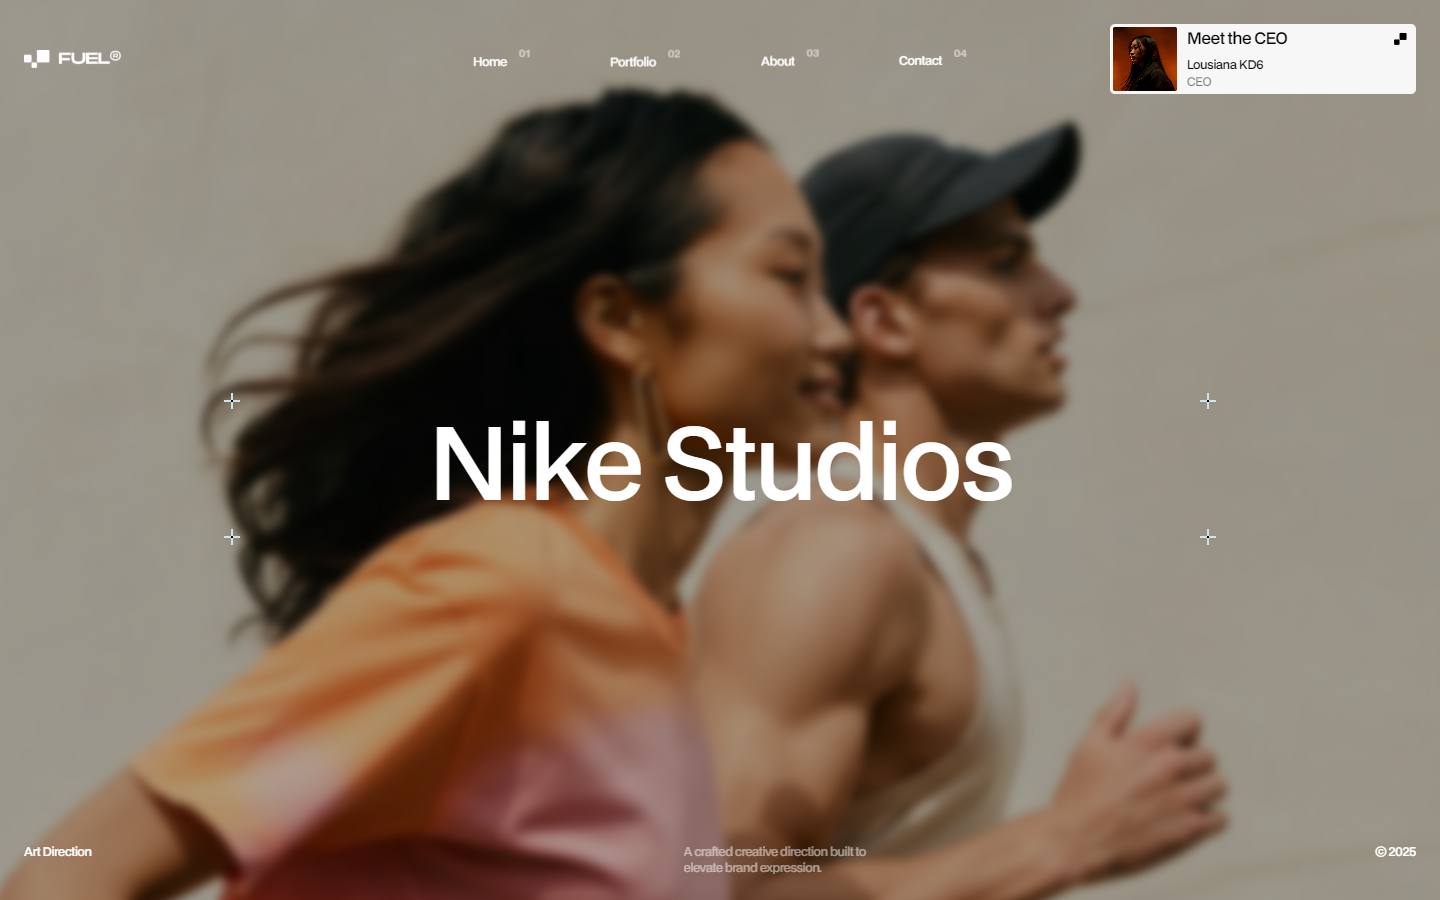 FUEL®
Home 01
Portfolio 02
About 03
Contact 04
Meet the CEO
Lousiana KD6
CEO
Nike Studios
Art Direction
A crafted creative direction built to
elevate brand expression.
© 2025